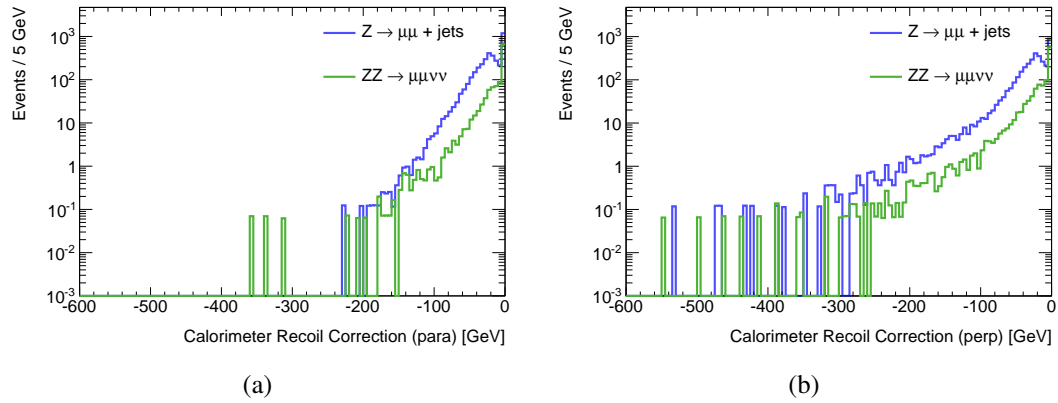 Events / 5 GeV
10³
10²
10
1
10⁻¹
10⁻²
10⁻³
Z → μμ + jets
ZZ → μμνν
-600 -500 -400 -300 -200 -100 0
Calorimeter Recoil Correction (para) [GeV]
(a)
Events / 5 GeV
10³
10²
10
1
10⁻¹
10⁻²
10⁻³
Z → μμ + jets
ZZ → μμνν
-600 -500 -400 -300 -200 -100 0
Calorimeter Recoil Correction (perp) [GeV]
(b)